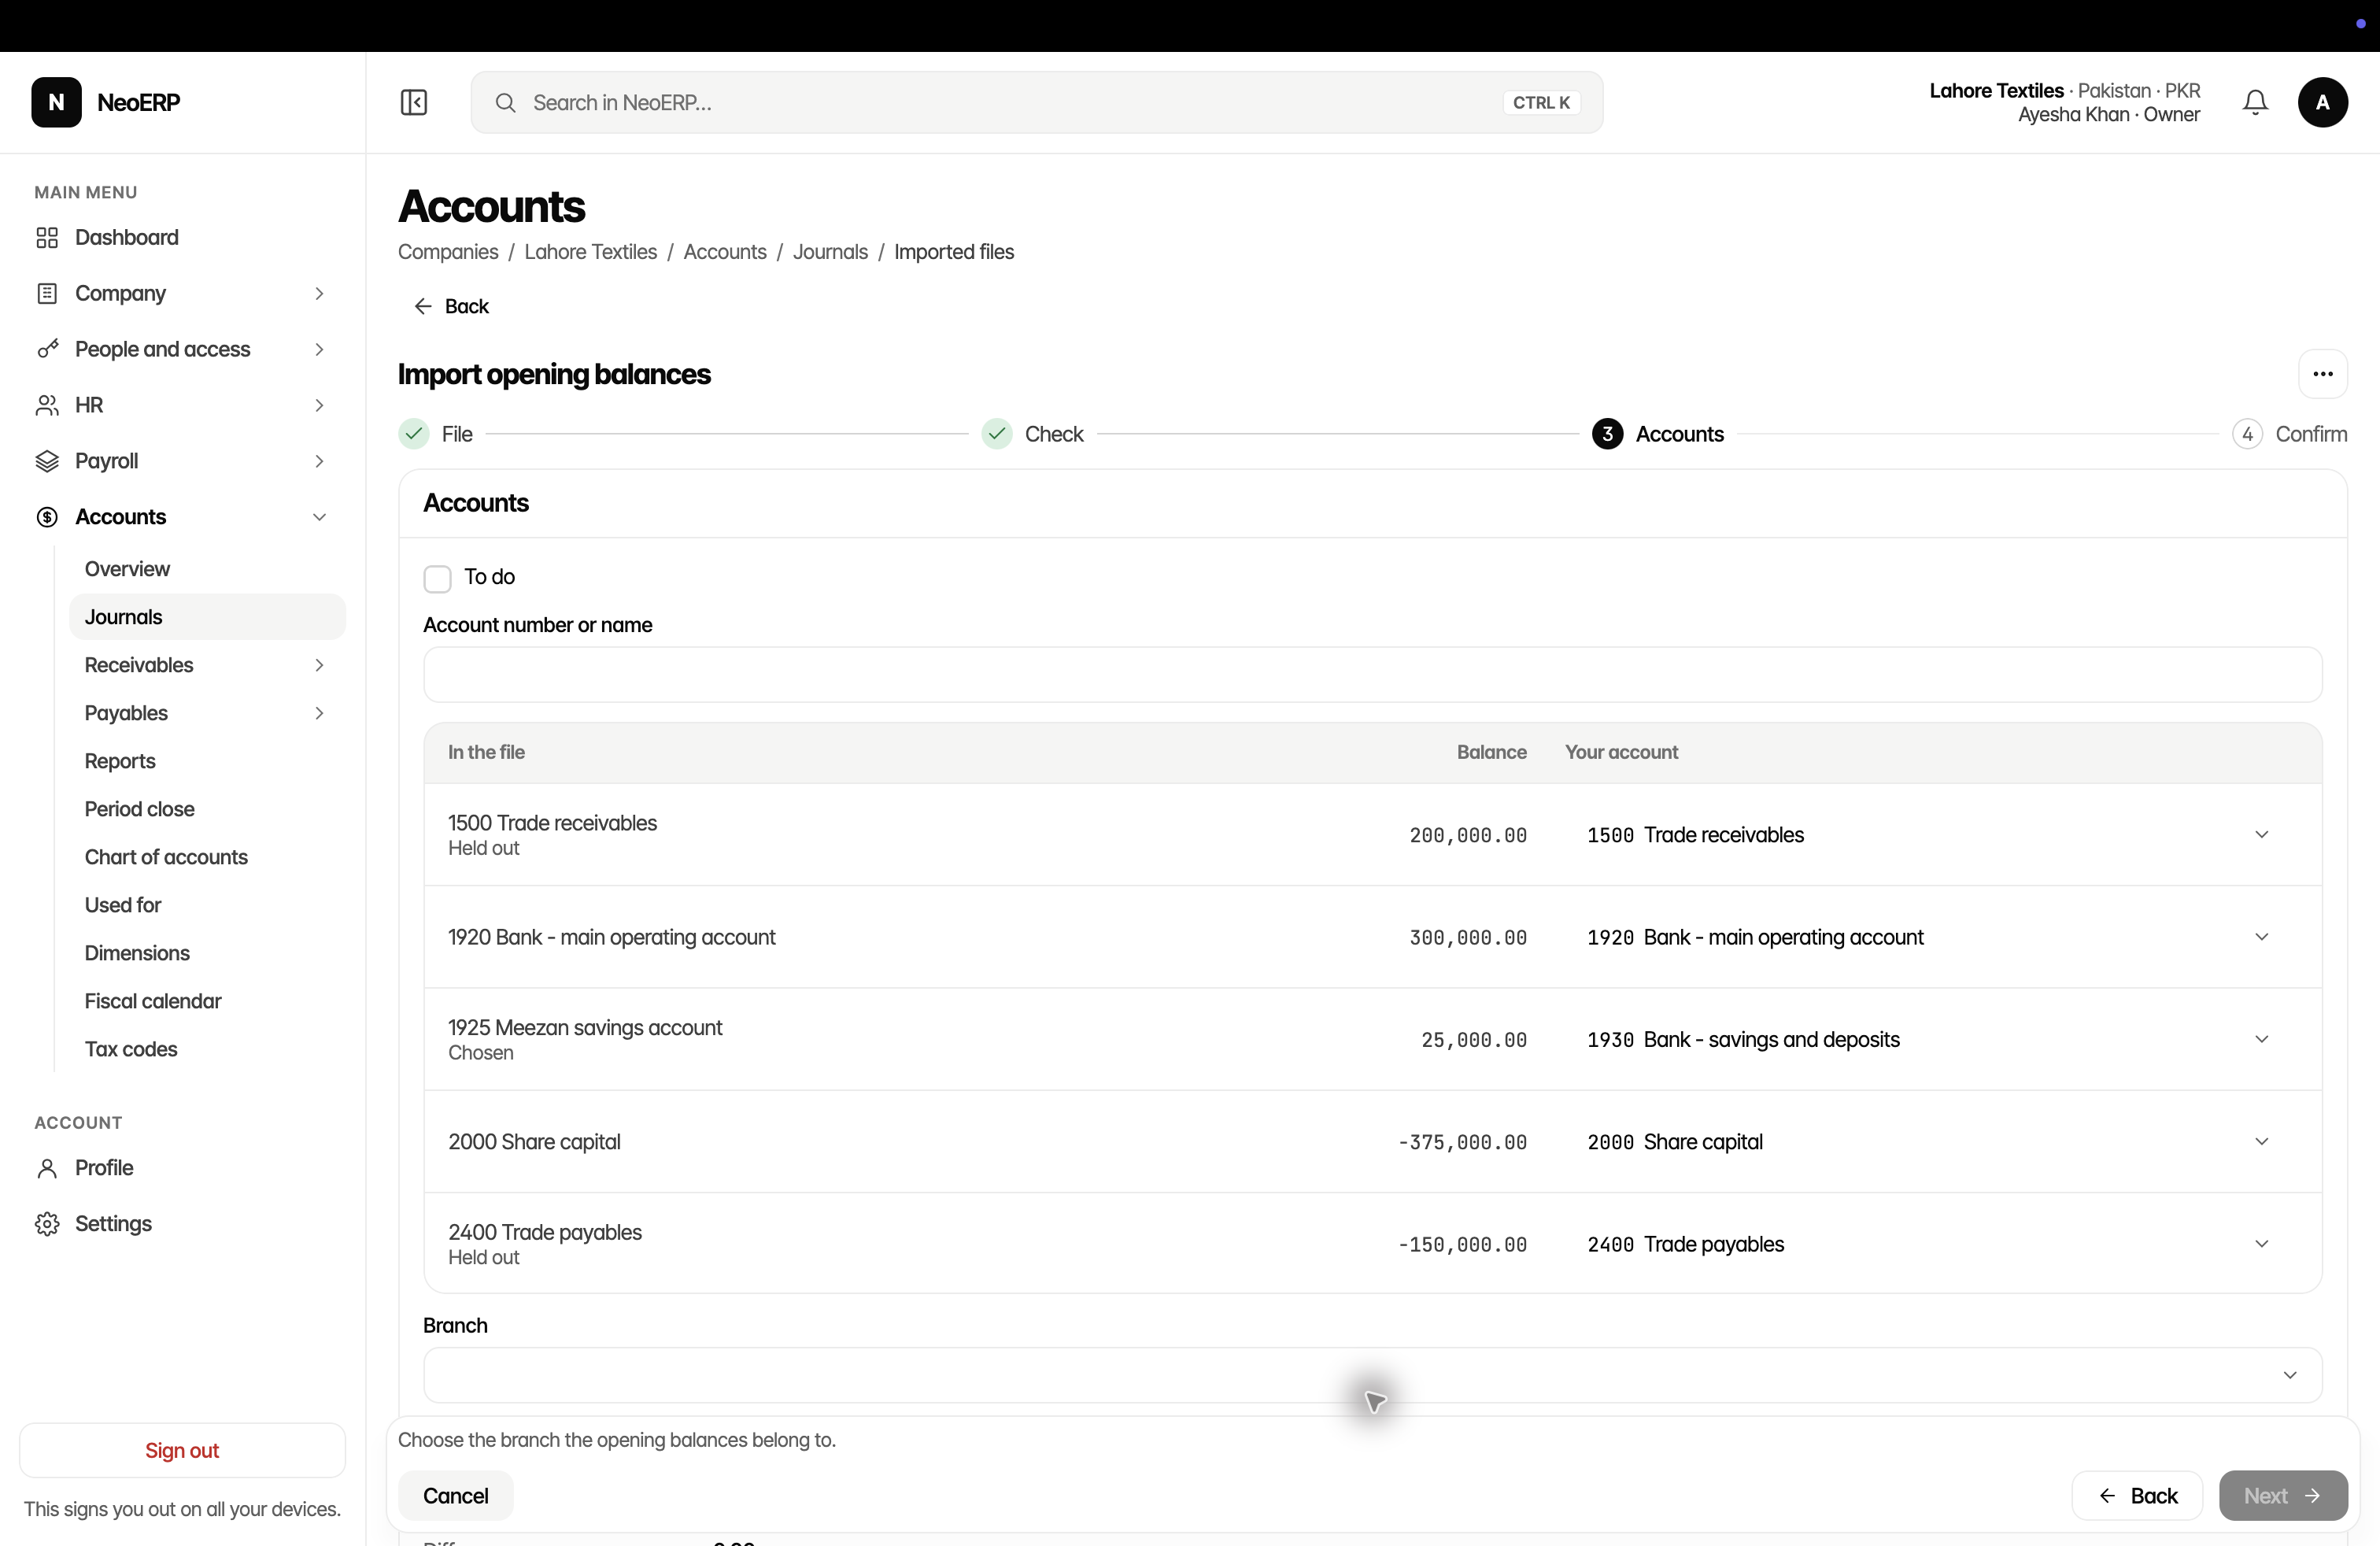 N NeoERP
Search in NeoERP... CTRL K
Lahore Textiles · Pakistan · PKR
Ayesha Khan · Owner
A
MAIN MENU
Dashboard
Company
People and access
HR
Payroll
Accounts
Overview
Journals
Receivables
Payables
Reports
Period close
Chart of accounts
Used for
Dimensions
Fiscal calendar
Tax codes
ACCOUNT
Profile
Settings
Sign out
This signs you out on all your devices.
Accounts
Companies / Lahore Textiles / Accounts / Journals / Imported files
Back
Import opening balances
File Check 3 Accounts 4 Confirm
Accounts
To do
Account number or name
In the file Balance Your account
1500 Trade receivables
Held out
200,000.00 1500 Trade receivables
1920 Bank - main operating account 300,000.00 1920 Bank - main operating account
1925 Meezan savings account
Chosen
25,000.00 1930 Bank - savings and deposits
2000 Share capital -375,000.00 2000 Share capital
2400 Trade payables
Held out
-150,000.00 2400 Trade payables
Branch
Choose the branch the opening balances belong to.
Cancel Back Next